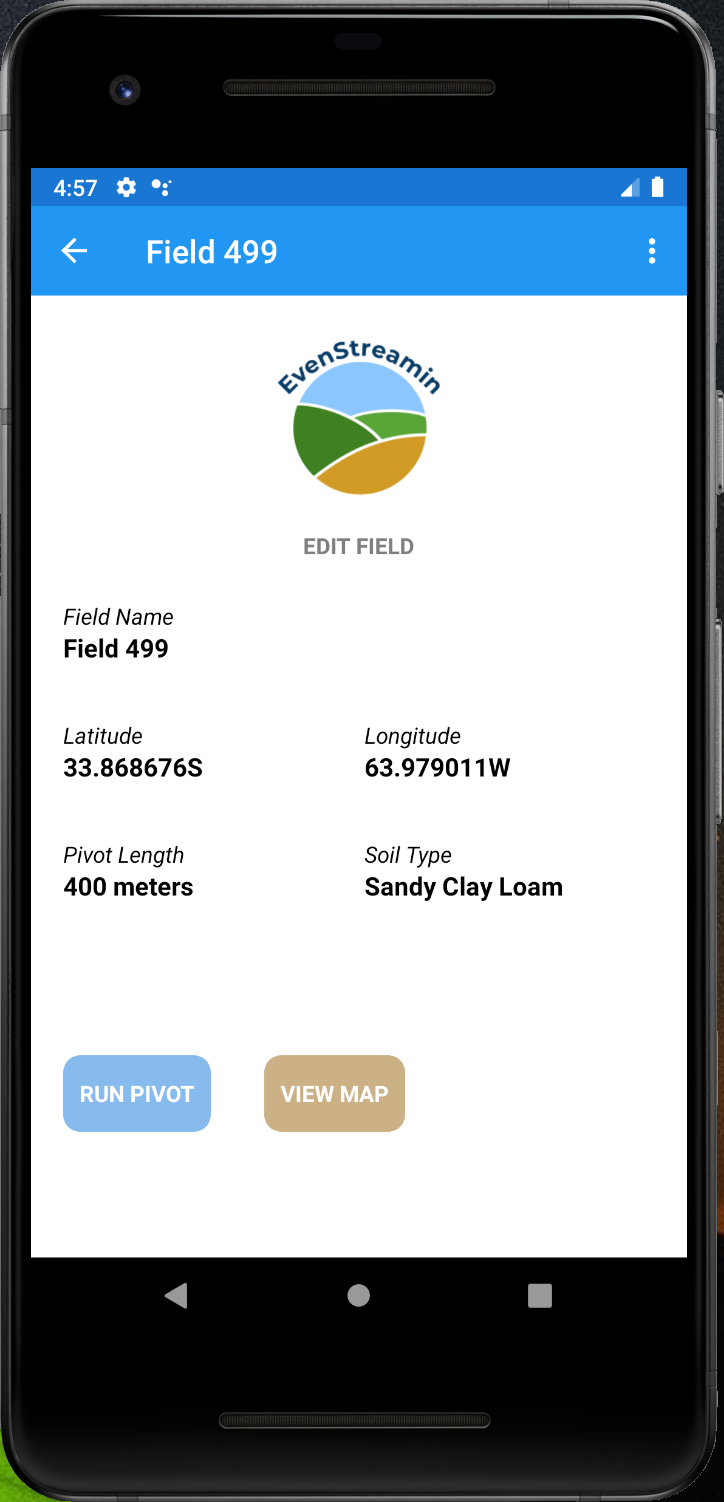 4:57
Field 499
EvenStreamin
EDIT FIELD
Field Name
Field 499
Latitude
Longitude
33.868676S
63.979011W
Pivot Length
Soil Type
400 meters
Sandy Clay Loam
RUN PIVOT
VIEW MAP